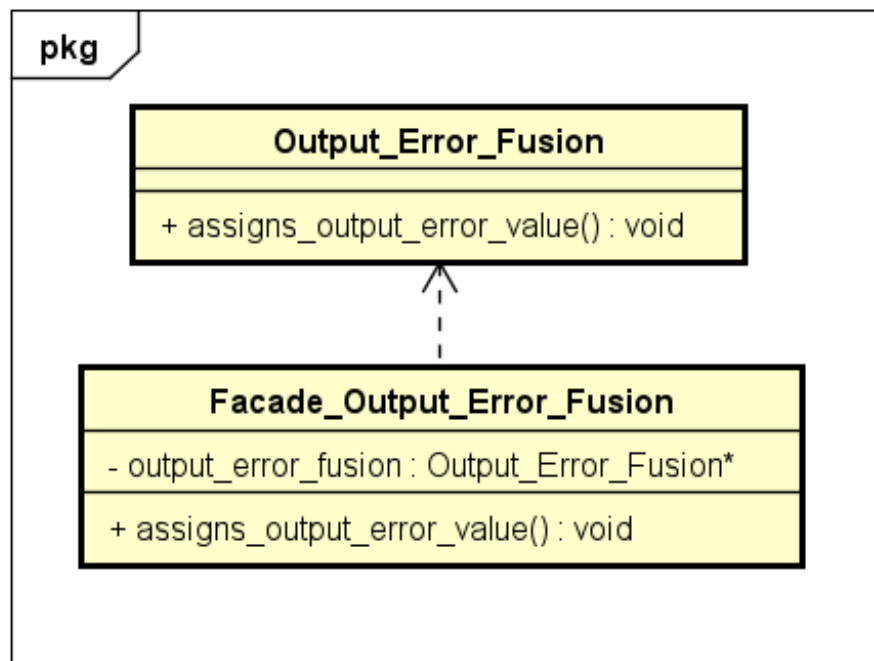 pkg
Output_Error_Fusion
+ assigns_output_error_value() : void
Facade_Output_Error_Fusion
- output_error_fusion : Output_Error_Fusion*
+ assigns_output_error_value() : void